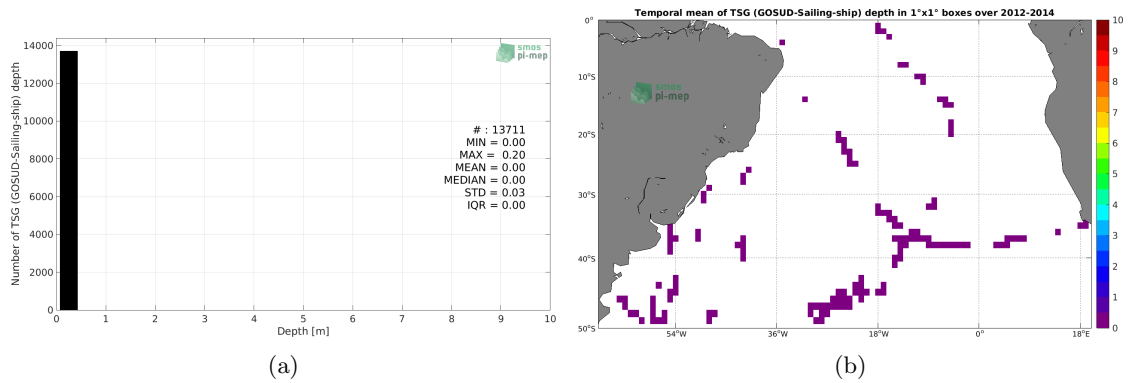 Number of TSG (GOSUD-Sailing-ship) depth
14000
12000
10000
8000
6000
4000
2000
0
0 1 2 3 4 5 6 7 8 9 10
Depth [m]
smos
pi-mep
# : 13711
MIN = 0.00
MAX = 0.20
MEAN = 0.00
MEDIAN = 0.00
STD = 0.03
IQR = 0.00
(a)
Temporal mean of TSG (GOSUD-Sailing-ship) depth in 1°x1° boxes over 2012-2014
0°
10°S
20°S
30°S
40°S
50°S
54°W 36°W 18°W 0° 18°E
smos
pi-mep
10
9
8
7
6
5
4
3
2
1
0
(b)